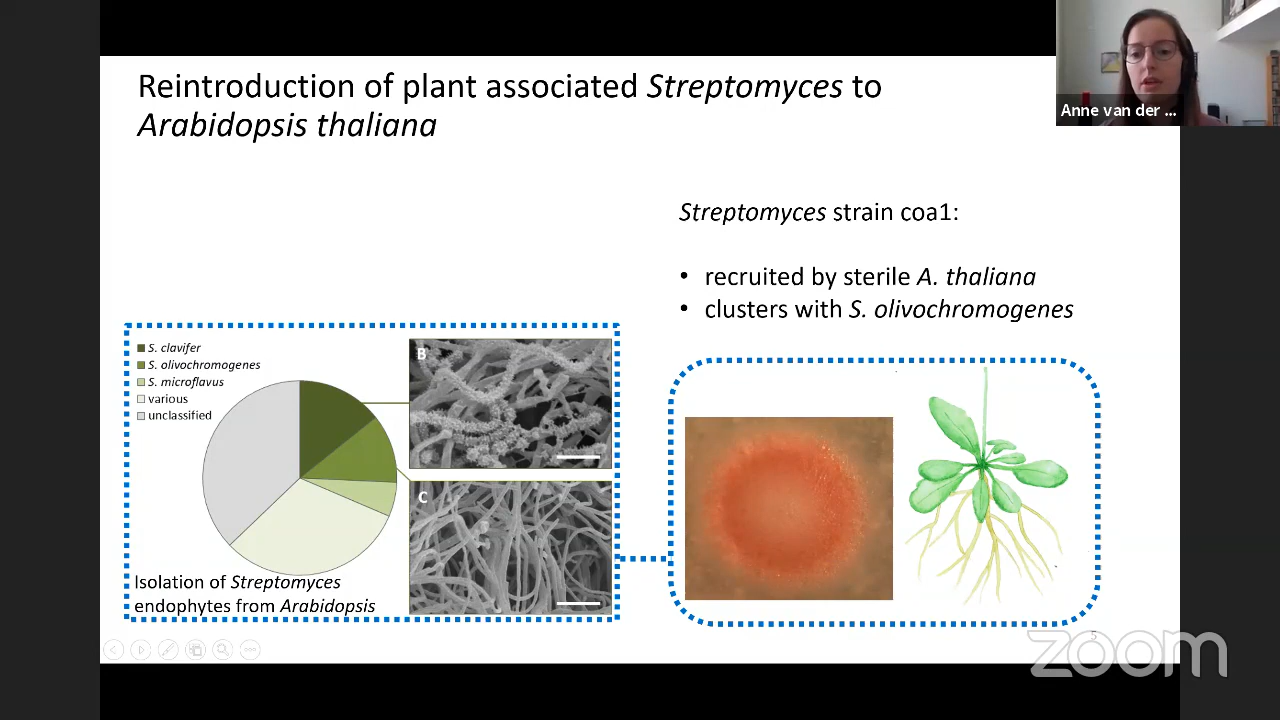 Reintroduction of plant associated Streptomyces to
Arabidopsis thaliana
Anne van der ...
Streptomyces strain coa1:
• recruited by sterile A. thaliana
• clusters with S. olivochromogenes
S. clavifer
S. olivochromogenes
S. microflavus
various
unclassified
B
C
Isolation of Streptomyces
endophytes from Arabidopsis
5
zoom